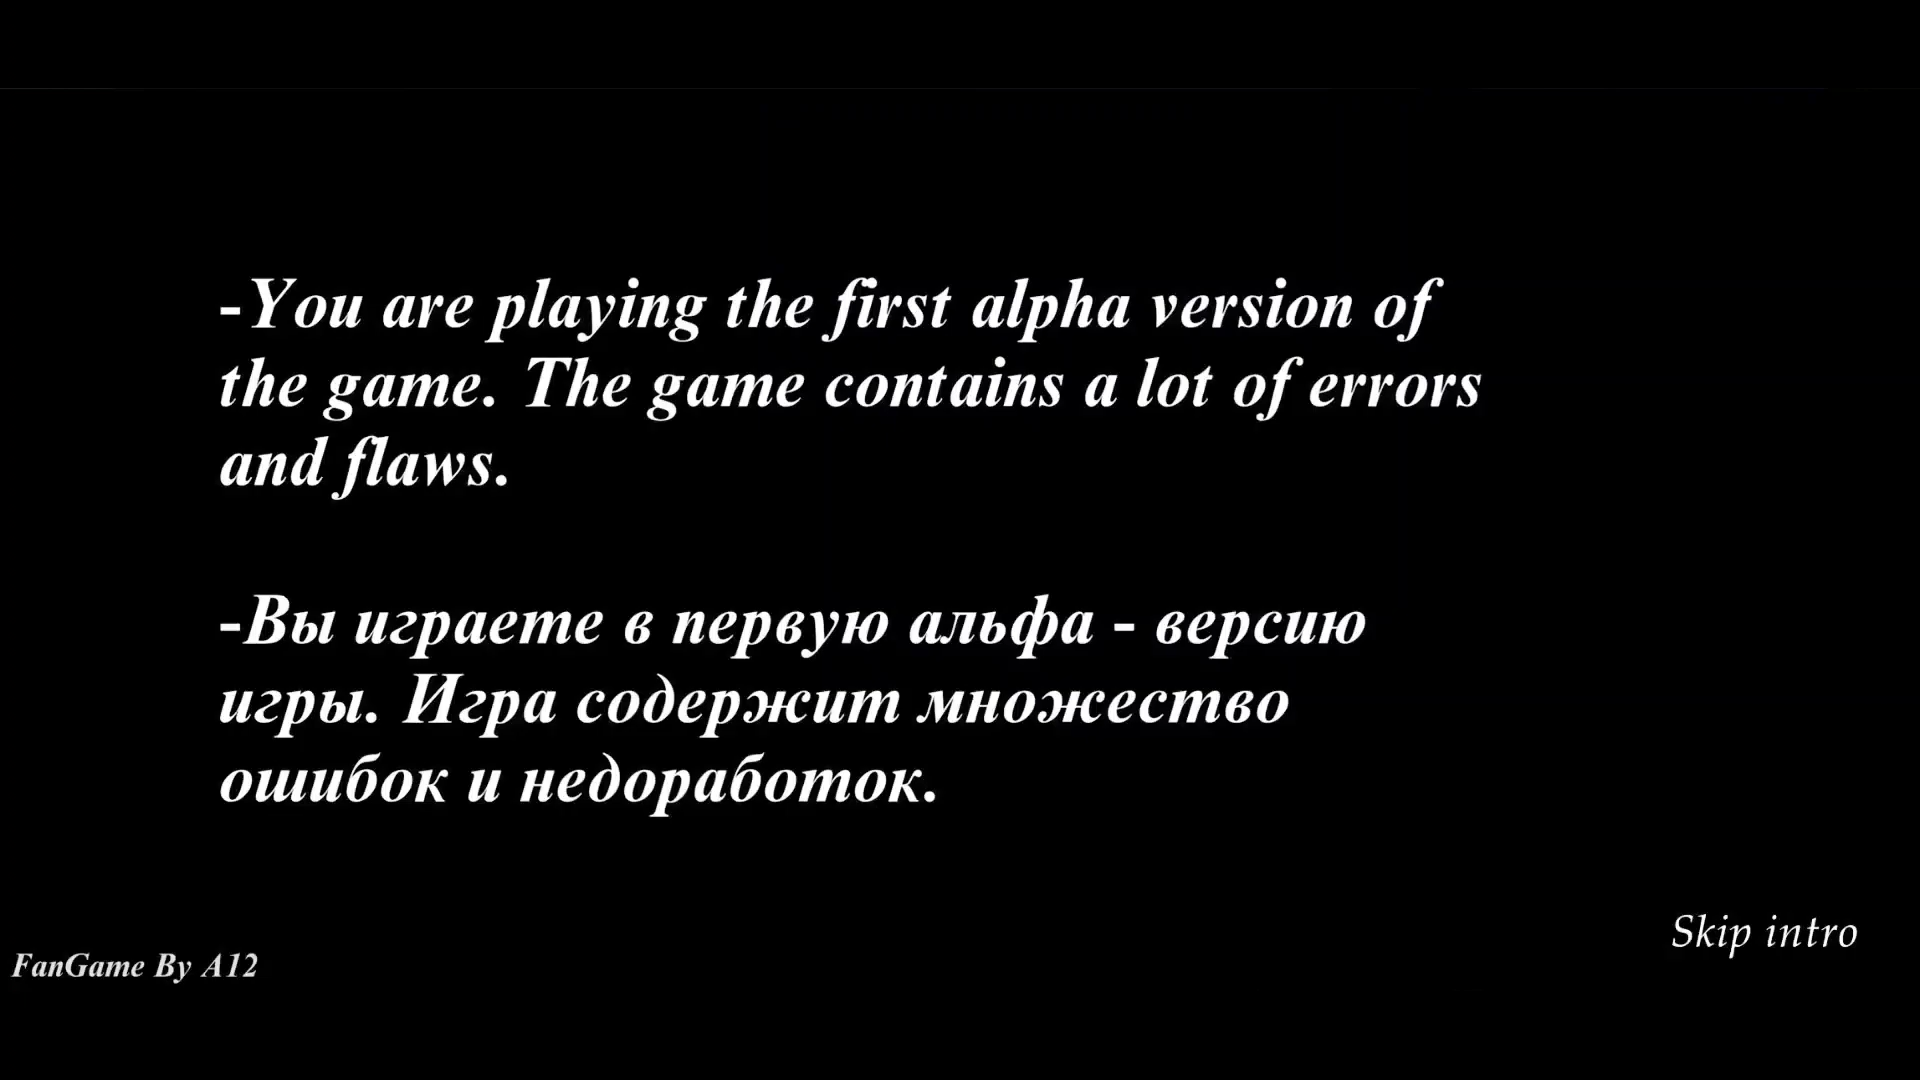 -You are playing the first alpha version of
the game. The game contains a lot of errors
and flaws.
-Вы играете в первую альфа - версию
игры. Игра содержит множество
ошибок и недоработок.
Skip intro
FanGame By A12